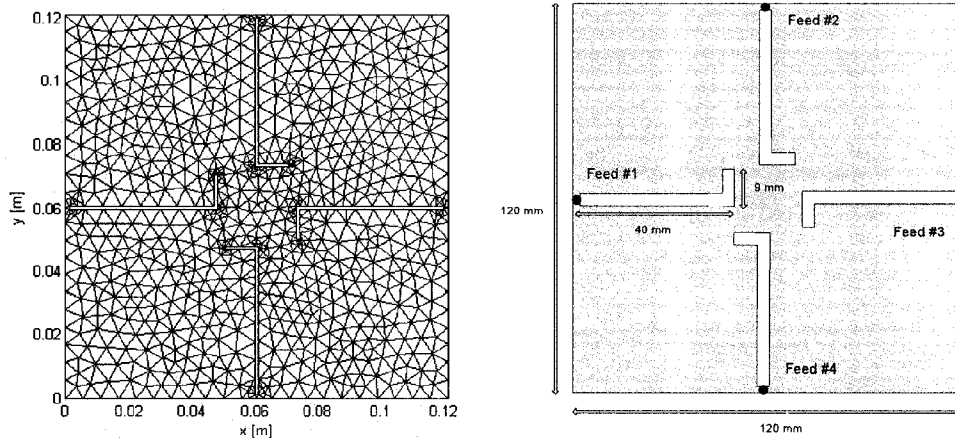 0.12
0.1
0.08
0.06
0.04
0.02
0
y [m]
0 0.02 0.04 0.06 0.08 0.1 0.12
x [m]
Feed #2
Feed #1
9 mm
120 mm
40 mm
Feed #3
Feed #4
120 mm